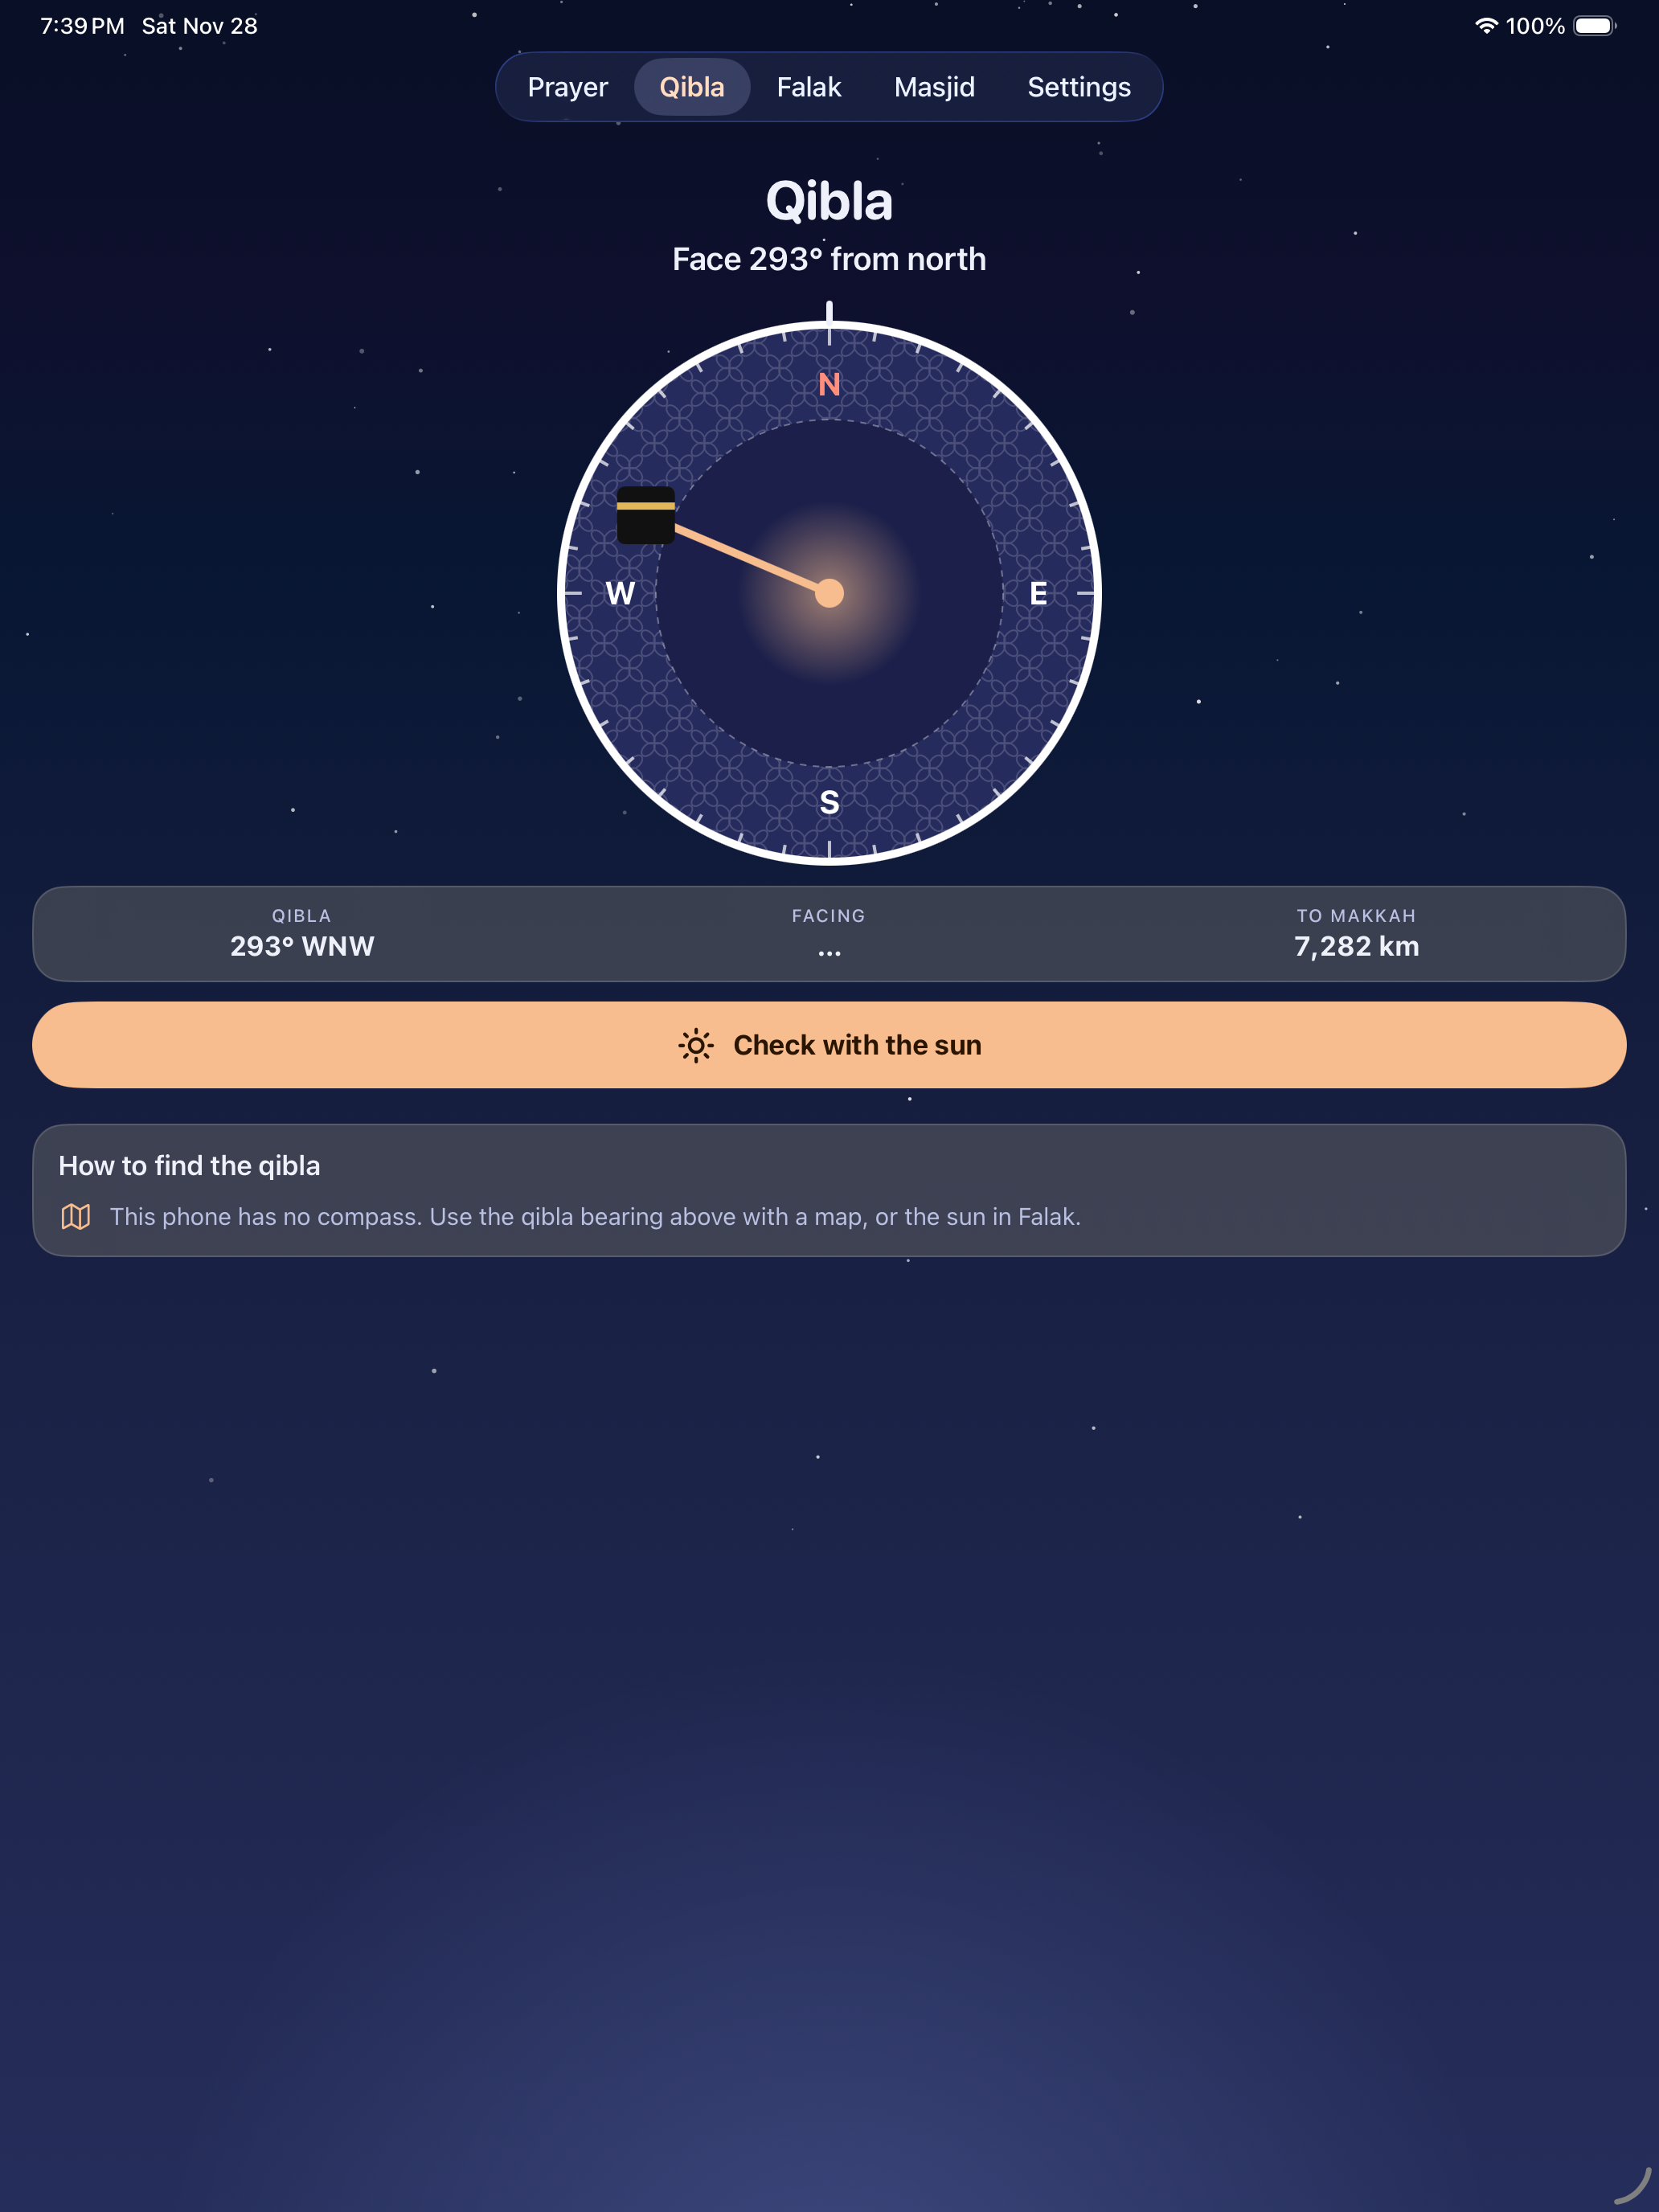 7:39 PM Sat Nov 28 100%
Prayer Qibla Falak Masjid Settings
Qibla
Face 293° from north
N
W E
S
QIBLA FACING TO MAKKAH
293° WNW ... 7,282 km
Check with the sun
How to find the qibla
This phone has no compass. Use the qibla bearing above with a map, or the sun in Falak.